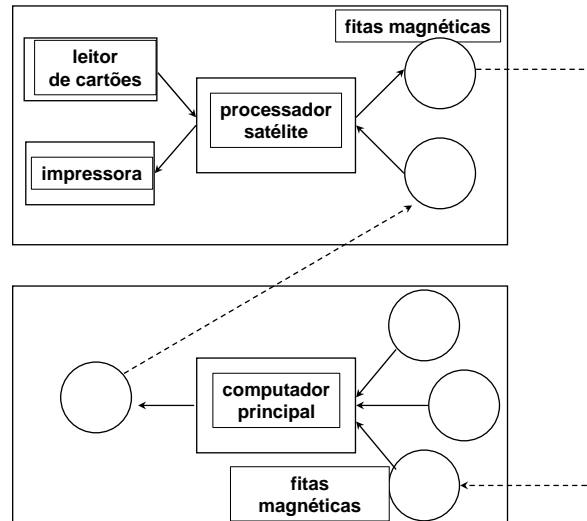 fitas magnéticas
leitor
de cartões
processador
satélite
impressora
computador
principal
fitas
magnéticas